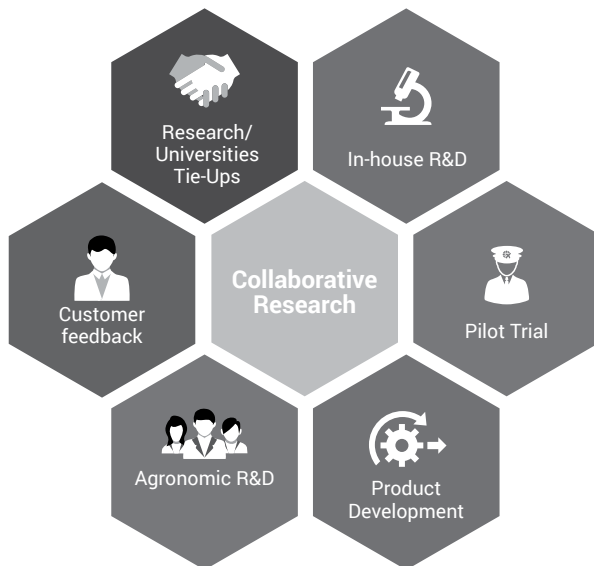 Research/
Universities
Tie-Ups
In-house R&D
Customer
feedback
Collaborative
Research
Pilot Trial
Agronomic R&D
Product
Development